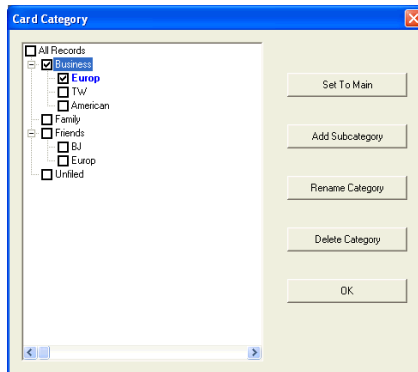 Card Category
All Records
Business
Europ
TW
American
Family
Friends
BJ
Europ
Unfiled
Set To Main
Add Subcategory
Rename Category
Delete Category
OK